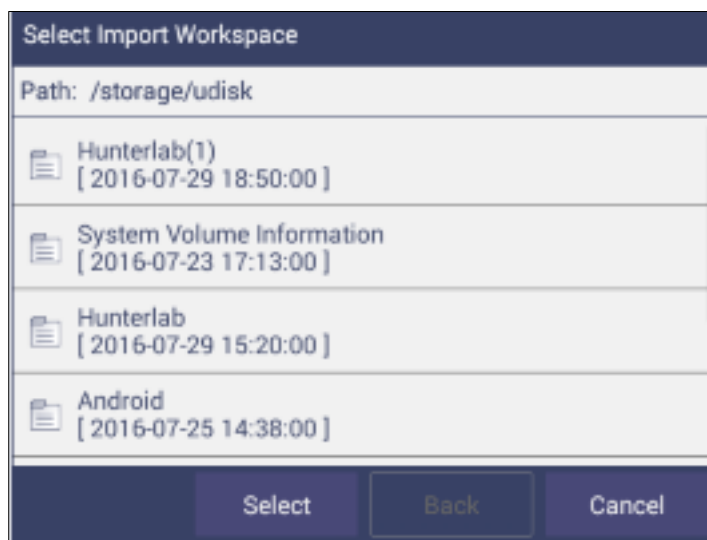 Select Import Workspace
Path: /storage/udisk
Hunterlab(1)
[ 2016-07-29 18:50:00 ]
System Volume Information
[ 2016-07-23 17:13:00 ]
Hunterlab
[ 2016-07-29 15:20:00 ]
Android
[ 2016-07-25 14:38:00 ]
Select Back Cancel